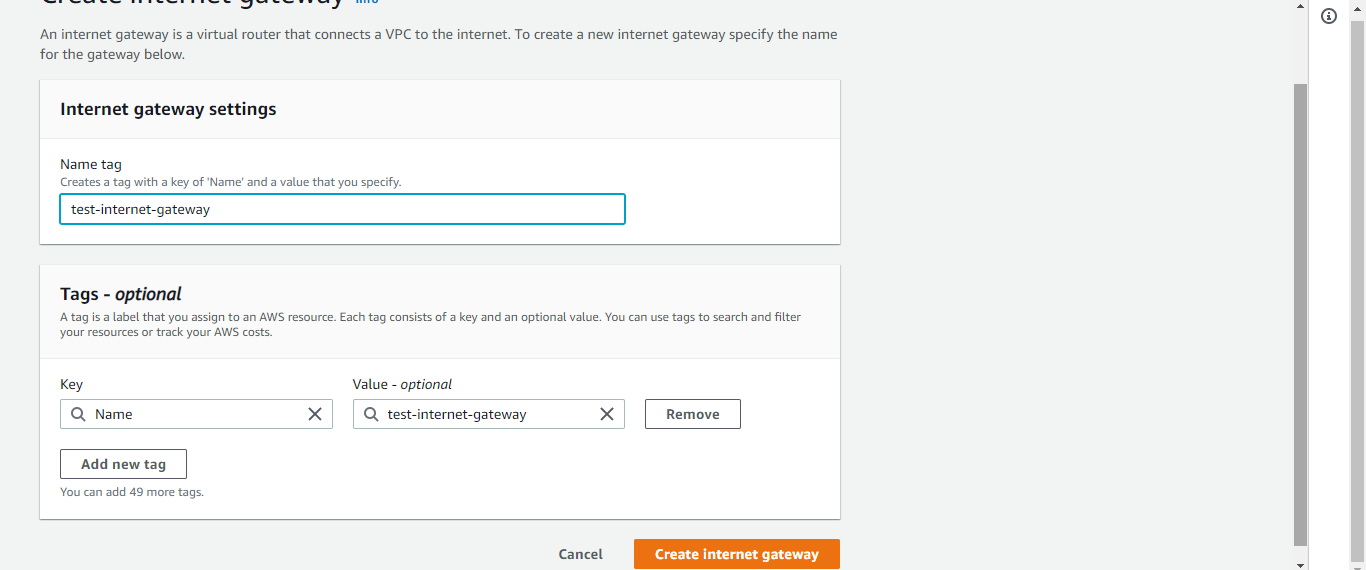 Create internet gateway Info
An internet gateway is a virtual router that connects a VPC to the internet. To create a new internet gateway specify the name
for the gateway below.
Internet gateway settings
Name tag
Creates a tag with a key of 'Name' and a value that you specify.
test-internet-gateway
Tags - optional
A tag is a label that you assign to an AWS resource. Each tag consists of a key and an optional value. You can use tags to search and filter
your resources or track your AWS costs.
Key Value - optional
Name test-internet-gateway Remove
Add new tag
You can add 49 more tags.
Cancel Create internet gateway